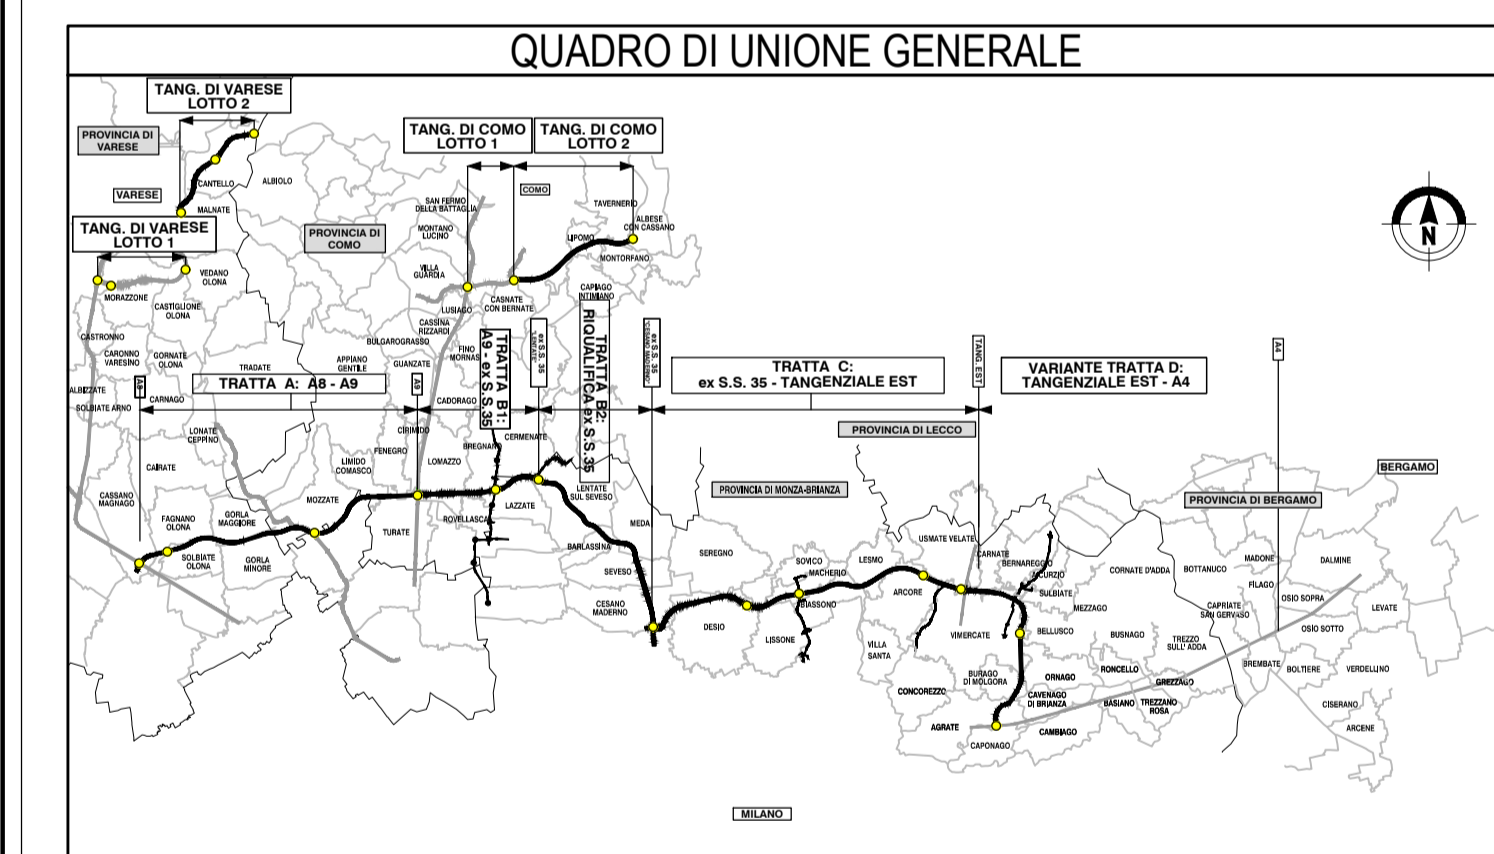 QUADRO DI UNIONE GENERALE
TANG. DI VARESE
LOTTO 2
PROVINCIA DI
VARESE
CANTELLO
ALBIOLO
VARESE
MALNATE
TANG. DI VARESE
LOTTO 1
PROVINCIA DI
COMO
TANG. DI COMO
LOTTO 1
TANG. DI COMO
LOTTO 2
COMO
SAN FERMO
DELLA BATTAGLIA
TAVERNERIO
ALBESE
CON CASSANO
MONTANO
LUCINO
LIPOMO
MONTORFANO
VILLA
GUARDIA
CAPIAGO
INTIMIANO
N
VEDANO
OLONA
MORAZZONE
CASTIGLIONE
OLONA
LUSIAGO
CASNATE
CON BERNATE
CASSINA
RIZZARDI
CASTRONNO
BULGAROGRASSO
CARONNO
VARESINO
GORNATE
OLONA
TRADATE
APPIANO
GENTILE
GUANZATE
FINO
MORNAS
TRATTA B1:
A9 - ex S.S.35
ex S.S. 35
"LENTATE"
TRATTA B2:
RIQUALIFICA ex S.S.35
ex S.S. 35
"CESANO MADERNO"
TRATTA C:
ex S.S. 35 - TANGENZIALE EST
TANG. EST
VARIANTE TRATTA D:
TANGENZIALE EST - A4
A4
ALBIZZATE
A8
TRATTA A: A8 - A9
A9
SOLBIATE ARNO
CARNAGO
CADORAGO
LONATE
CEPPINO
CIRIMIDO
CERMENATE
BREGNANO
FENEGRO
PROVINCIA DI LECCO
CAIRATE
LIMIDO
COMASCO
LOMAZZO
BERGAMO
CASSANO
MAGNAGO
MOZZATE
LENTATE
SUL SEVESO
PROVINCIA DI MONZA-BRIANZA
PROVINCIA DI BERGAMO
LAZZATE
FAGNANO
OLONA
GORLA
MAGGIORE
TURATE
ROVELLASCA
MEDA
SOLBIATE
OLONA
GORLA
MINORE
BARLASSINA
SEVESO
SEREGNO
SOVICO
MACHERIO
LESMO
USMATE VELATE
CARNATE
BERNAREGGIO
ACURZIO
SULBIATE
CORNATE D'ADDA
BOTTANUCO
MADONE
DALMINE
FILAGO
OSIO SOPRA
CESANO
MADERNO
BIASSONO
ARCORE
MEZZAGO
CAPRIATE
SAN GERVASO
LEVATE
DESIO
LISSONE
VILLA
SANTA
VIMERCATE
BELLUSCO
BUSNAGO
TREZZO
SULL' ADDA
OSIO SOTTO
BURAGO
DI MOLGORA
ORNAGO
RONCELLO
GREZZAGO
BREMBATE
BOLTIERE
VERDELLINO
CONCOREZZO
CAVENAGO
DI BRIANZA
BASIANO
TREZZANO
ROSA
CISERANO
AGRATE
CAMBIAGO
ARCENE
CAPONAGO
MILANO